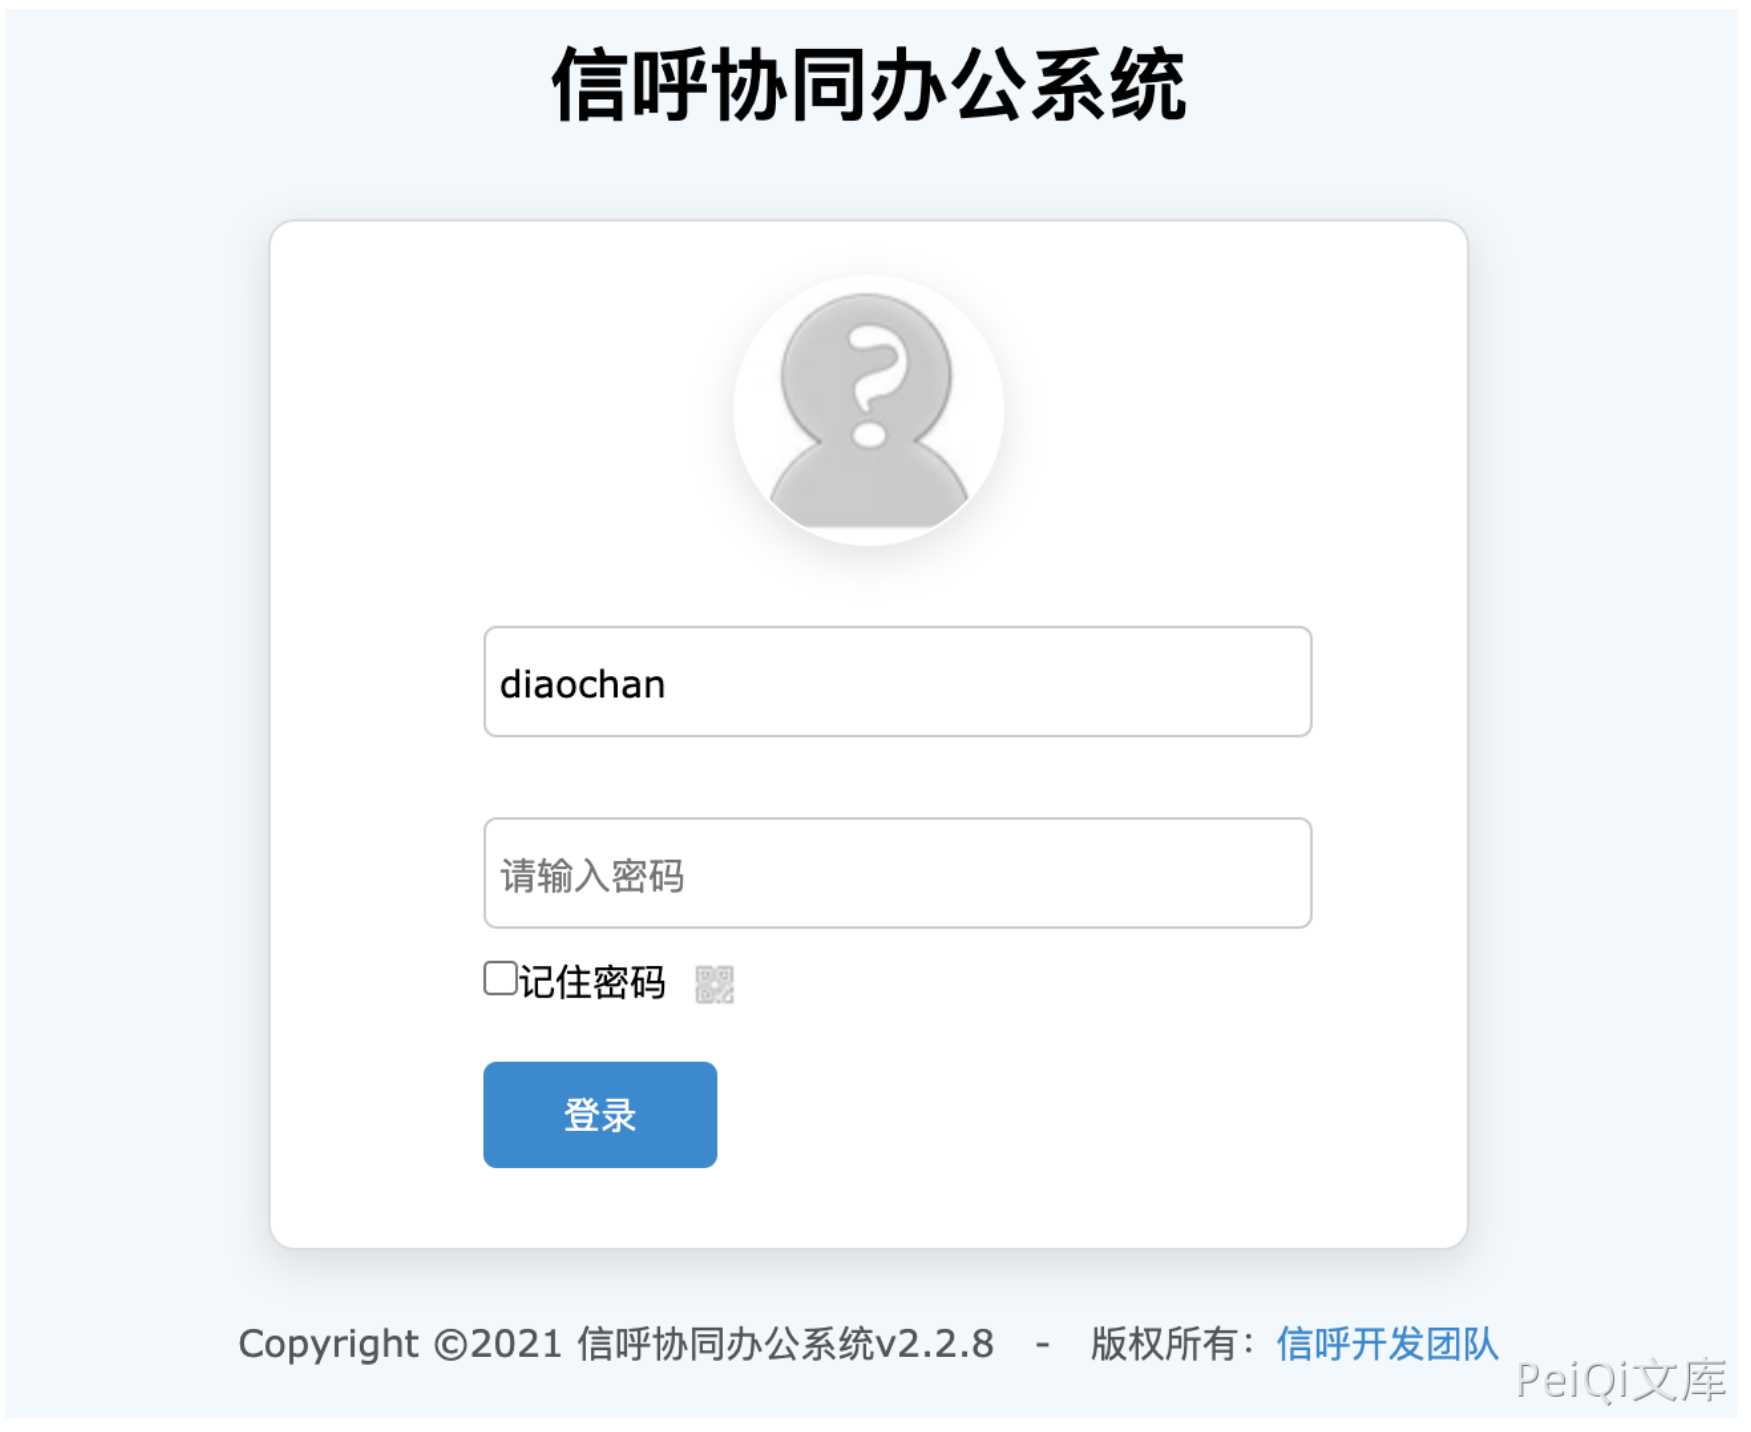 信呼协同办公系统
diaochan
请输入密码
记住密码
登录
Copyright ©2021 信呼协同办公系统v2.2.8 - 版权所有：信呼开发团队
PeiQi文库